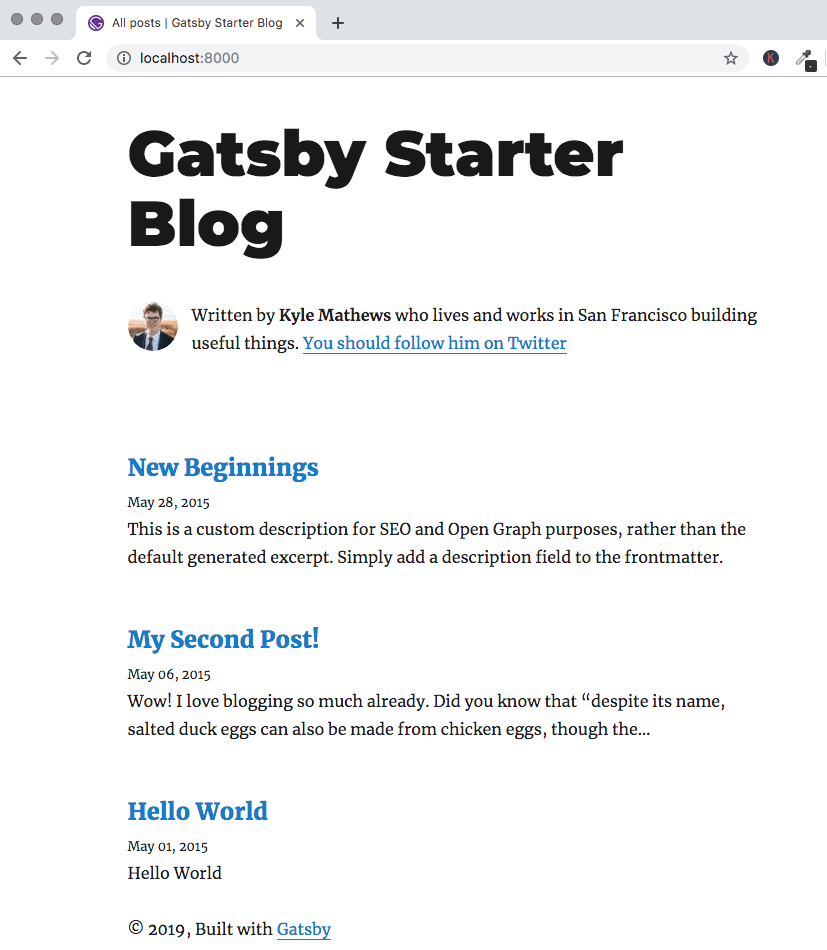 All posts | Gatsby Starter Blog
localhost:8000
K
Gatsby Starter
Blog
Written by Kyle Mathews who lives and works in San Francisco building
useful things. You should follow him on Twitter
New Beginnings
May 28, 2015
This is a custom description for SEO and Open Graph purposes, rather than the
default generated excerpt. Simply add a description field to the frontmatter.
My Second Post!
May 06, 2015
Wow! I love blogging so much already. Did you know that “despite its name,
salted duck eggs can also be made from chicken eggs, though the…
Hello World
May 01, 2015
Hello World
© 2019, Built with Gatsby